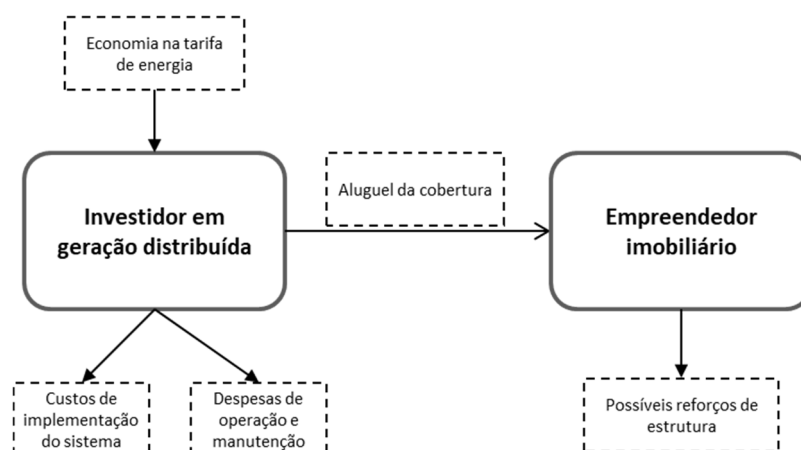 Economia na tarifa
de energia
Investidor em
geração distribuída
Aluguel da cobertura
Empreendedor
imobiliário
Custos de
implementação
do sistema
Despesas de
operação e
manutenção
Possíveis reforços de
estrutura